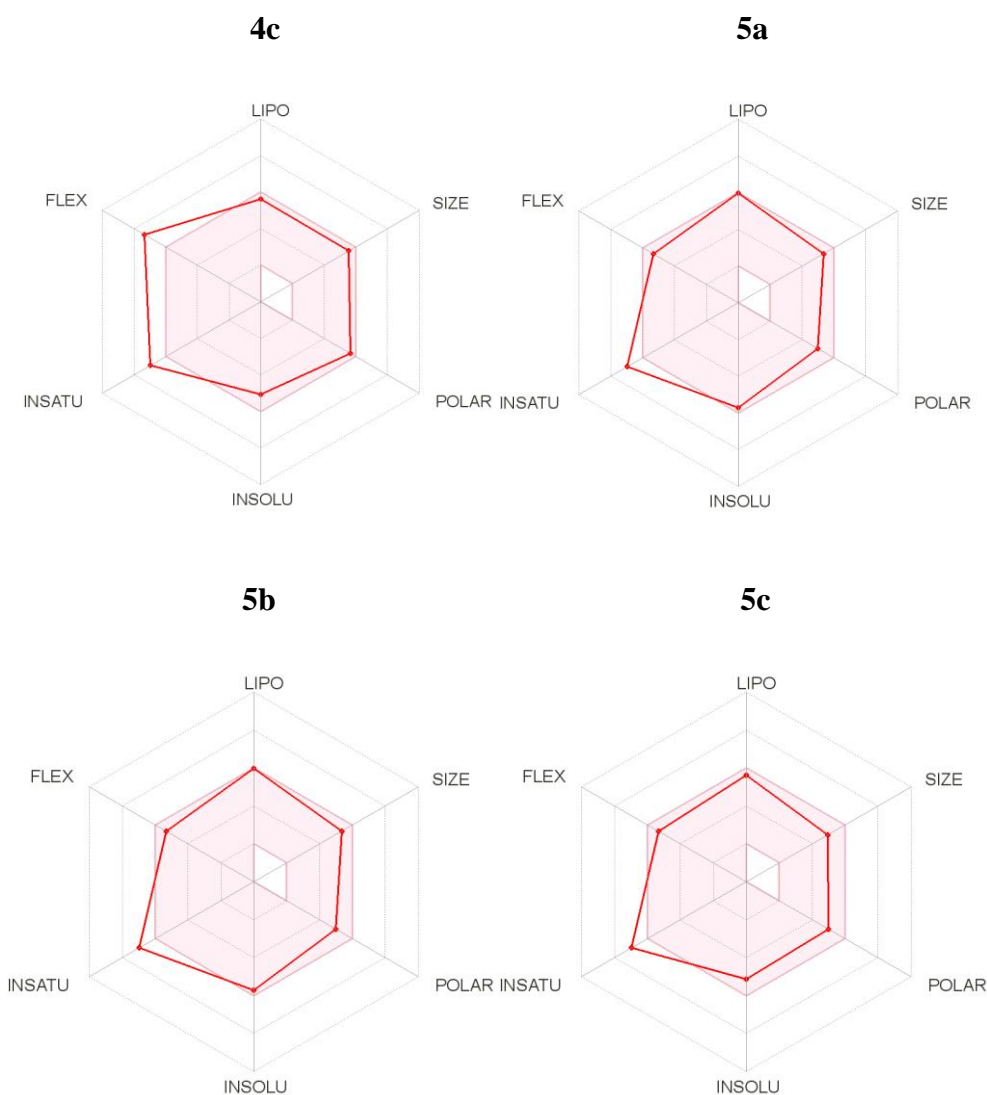 4c
5a
LIPO
LIPO
FLEX
SIZE
FLEX
SIZE
INSATU
POLAR
INSATU
POLAR
INSOLU
INSOLU
5b
5c
LIPO
LIPO
FLEX
SIZE
FLEX
SIZE
INSATU
POLAR
INSATU
POLAR
INSOLU
INSOLU